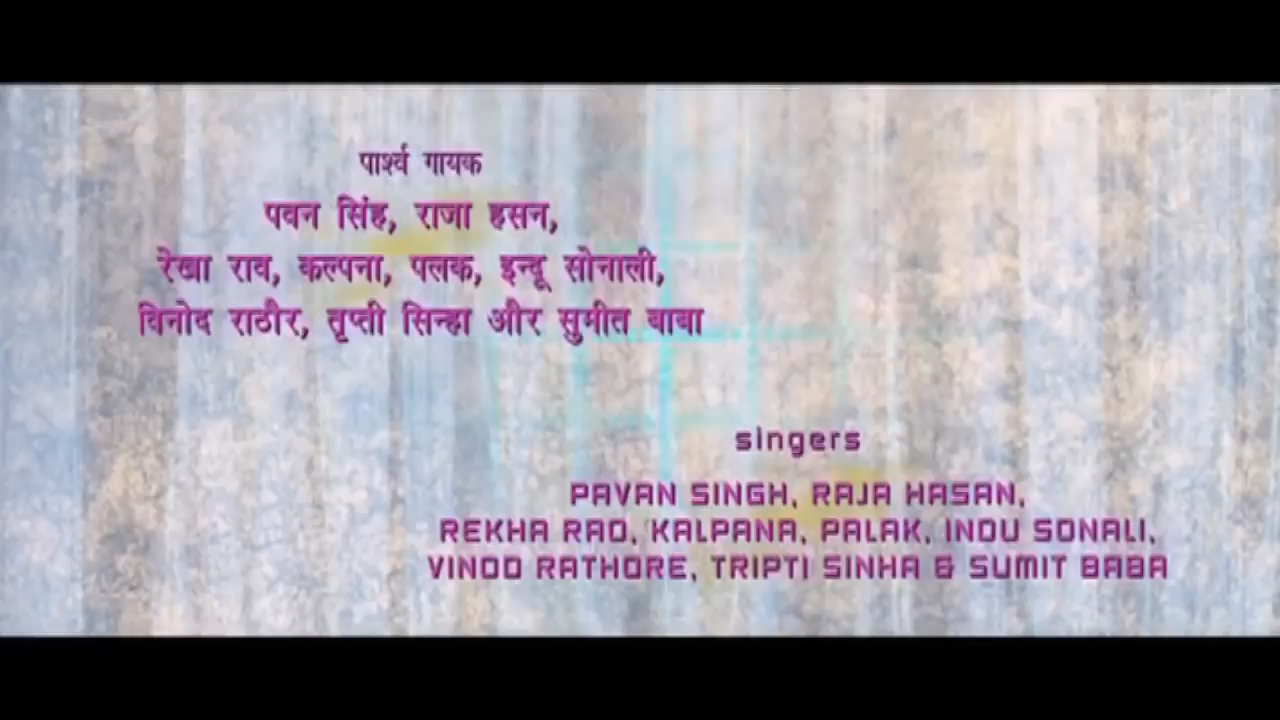 पार्श्व गायक
पवन सिंह, राजा हसन,
रेखा राव, कल्पना, पलक, इन्दू सोनाली,
विनोद राठौर, तृप्ती सिन्हा और सुमीत बाबा
singers
PAVAN SINGH, RAJA HASAN,
REKHA RAO, KALPANA, PALAK, INDU SONALI,
VINOD RATHORE, TRIPTI SINHA & SUMIT BABA